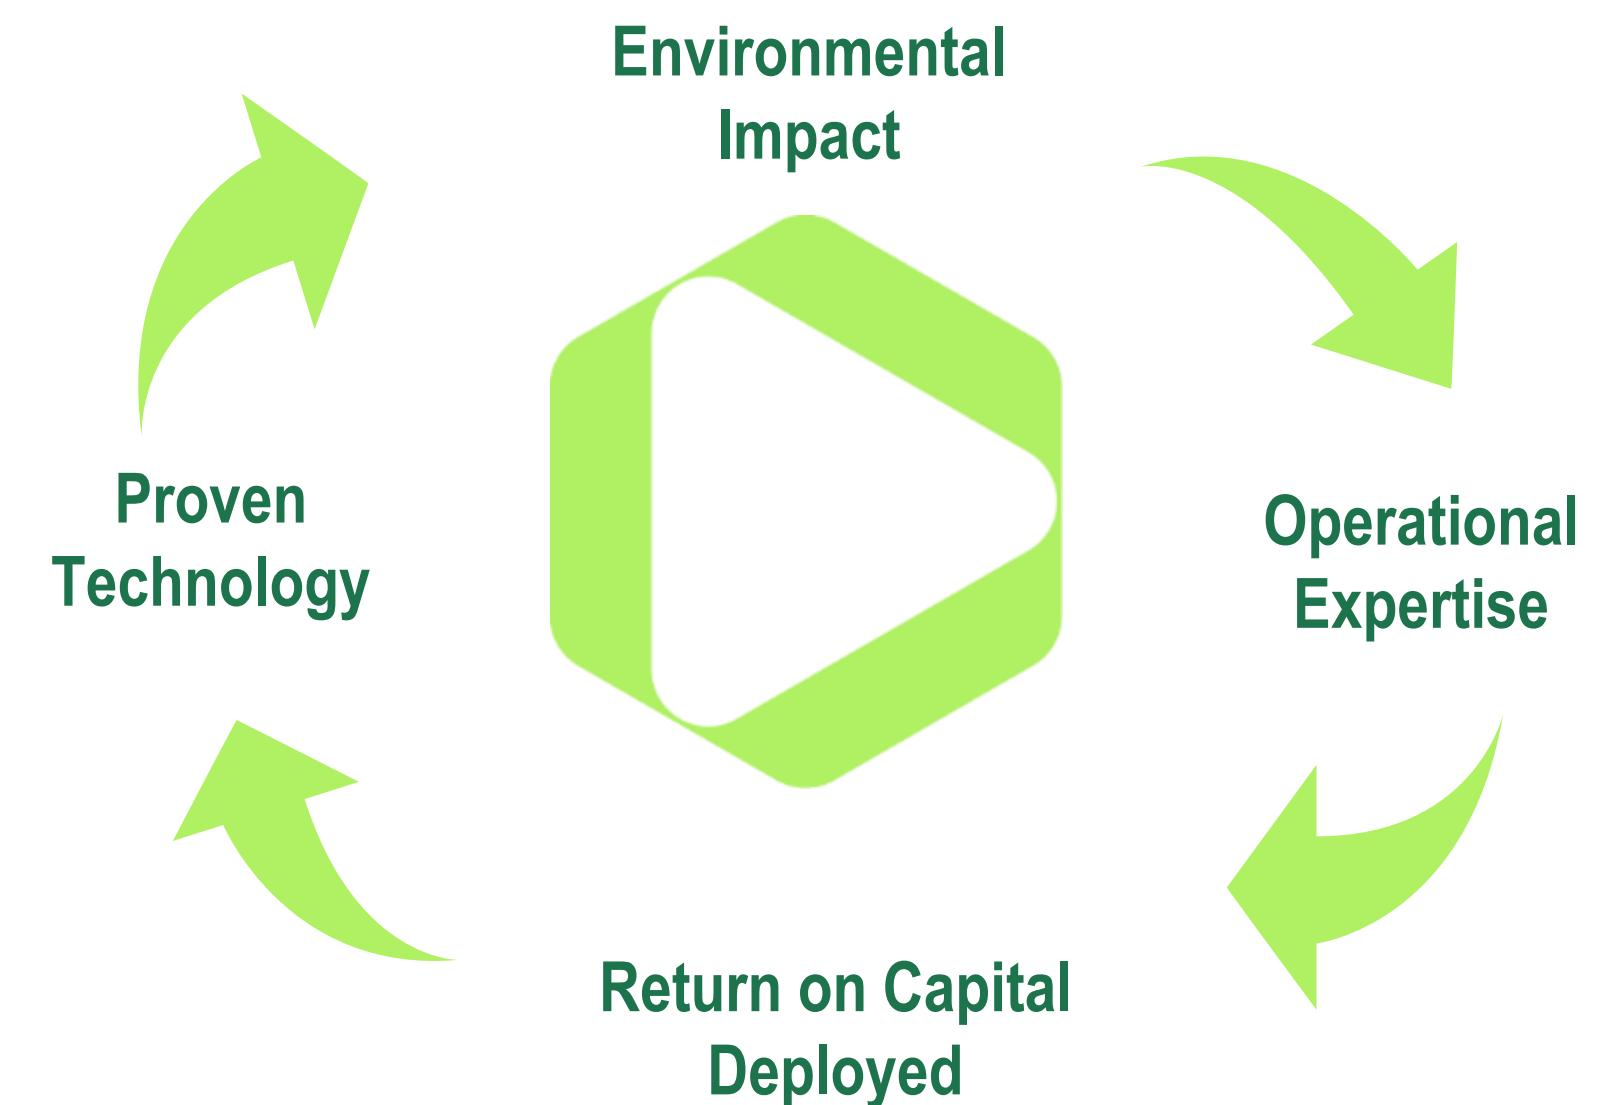 Environmental
Impact
Proven
Technology
Operational
Expertise
Return on Capital
Deployed